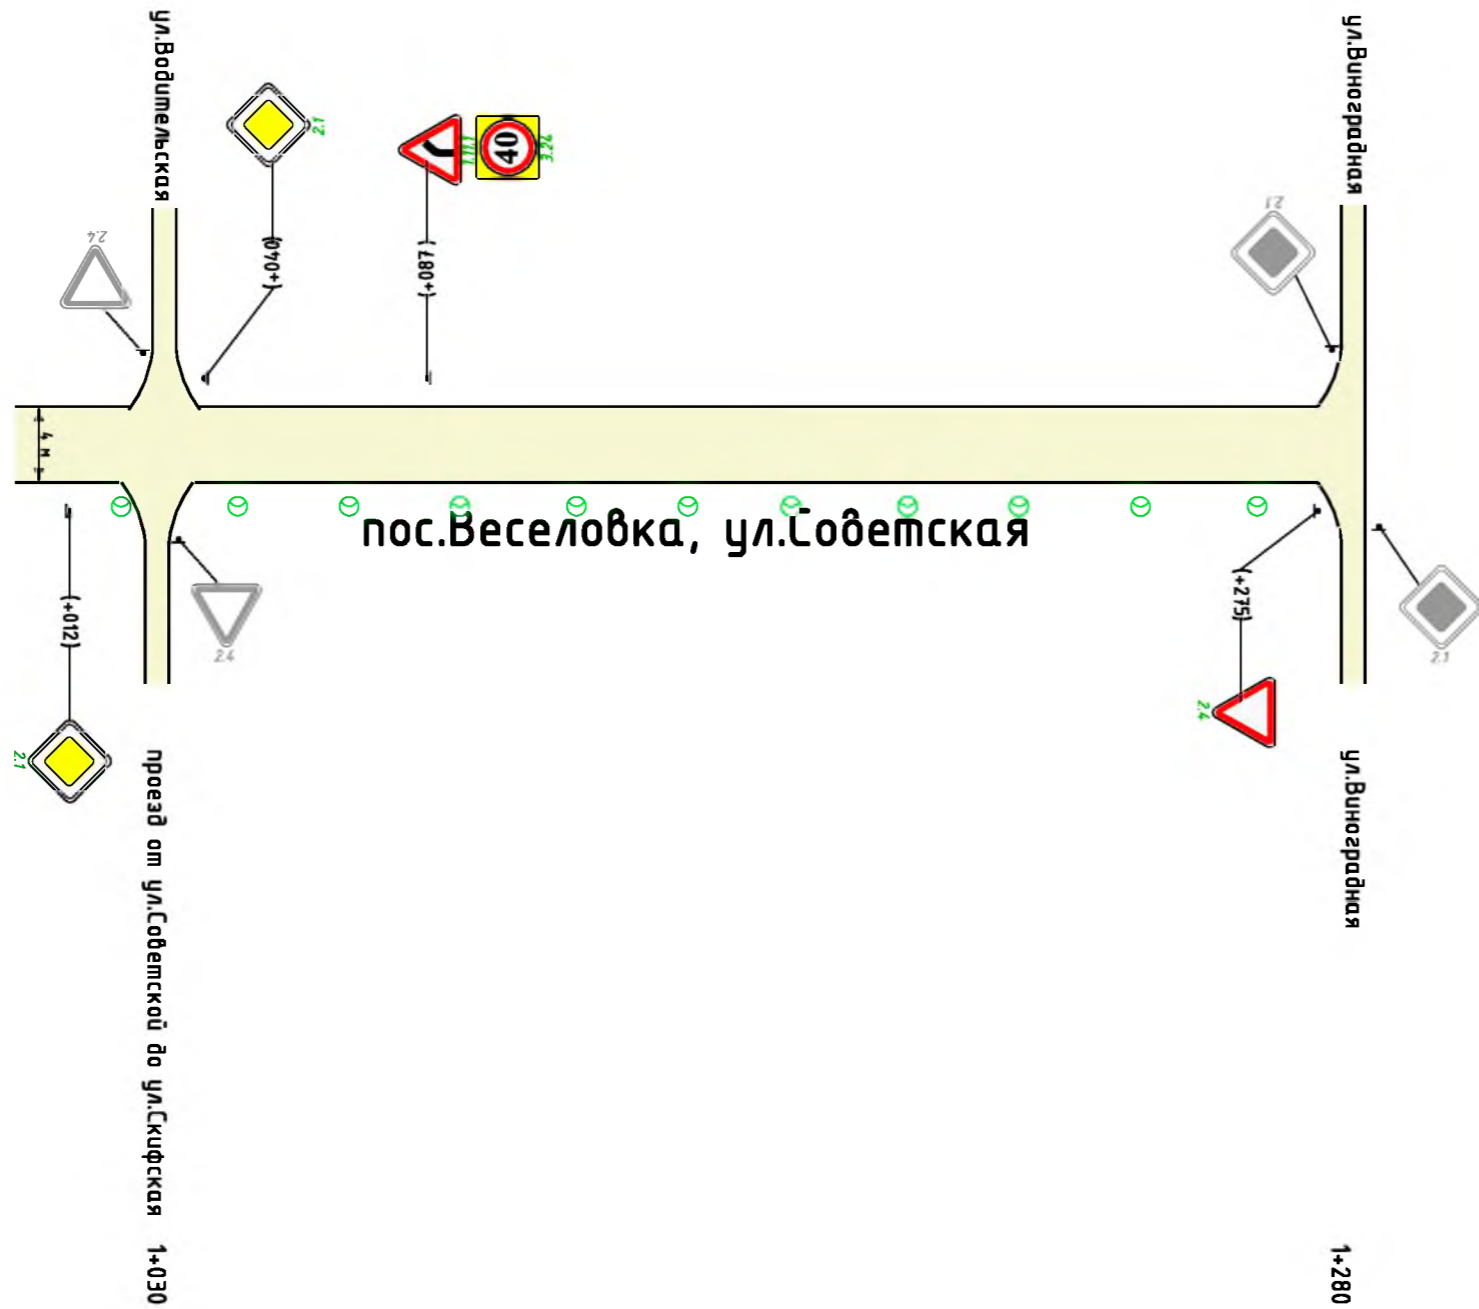 ул.Водительская
ул.Виноградная
2.1
1.11.1
40
3.24
2.1
2.4
(+040)
(+087)
4 м
пос.Веселовка, ул.Советская
(+012)
2.4
(+275)
2.4
2.1
2.1
проезд от ул.Советской до ул.Скифская 1+030
ул.Виноградная
1+280